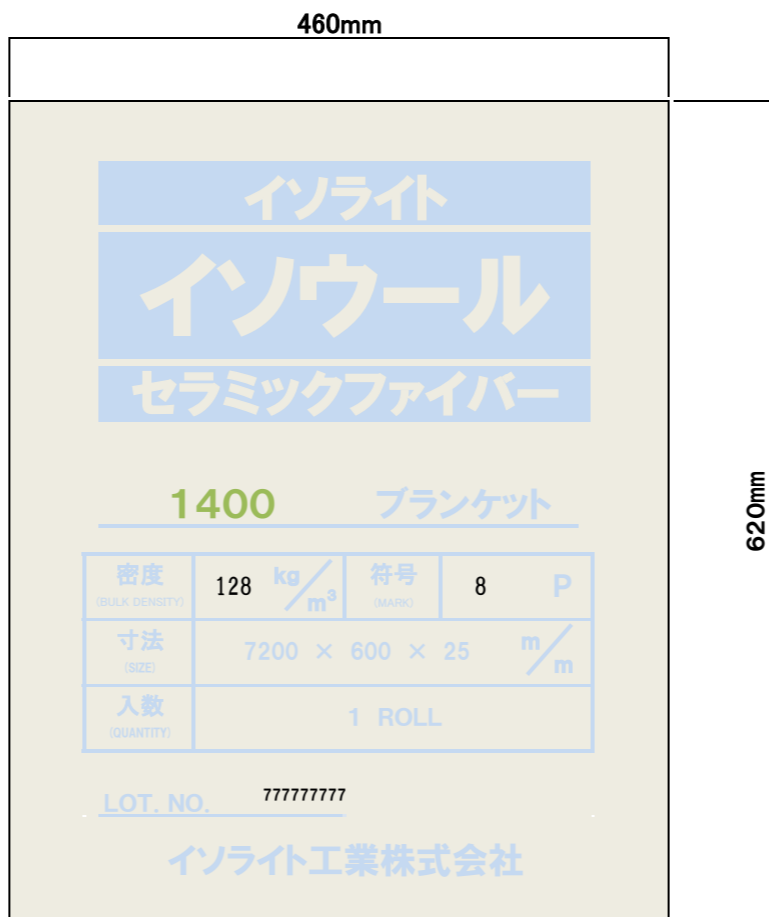 460mm
イソライト
イソウール
セラミックファイバー
1400 ブランケット
密度 128 kg/m³ 符号 8 P
(BULK DENSITY) (MARK)
寸法 7200 × 600 × 25 m/m
(SIZE)
入数 1 ROLL
(QUANTITY)
LOT. NO. 777777777
イソライト工業株式会社
620mm